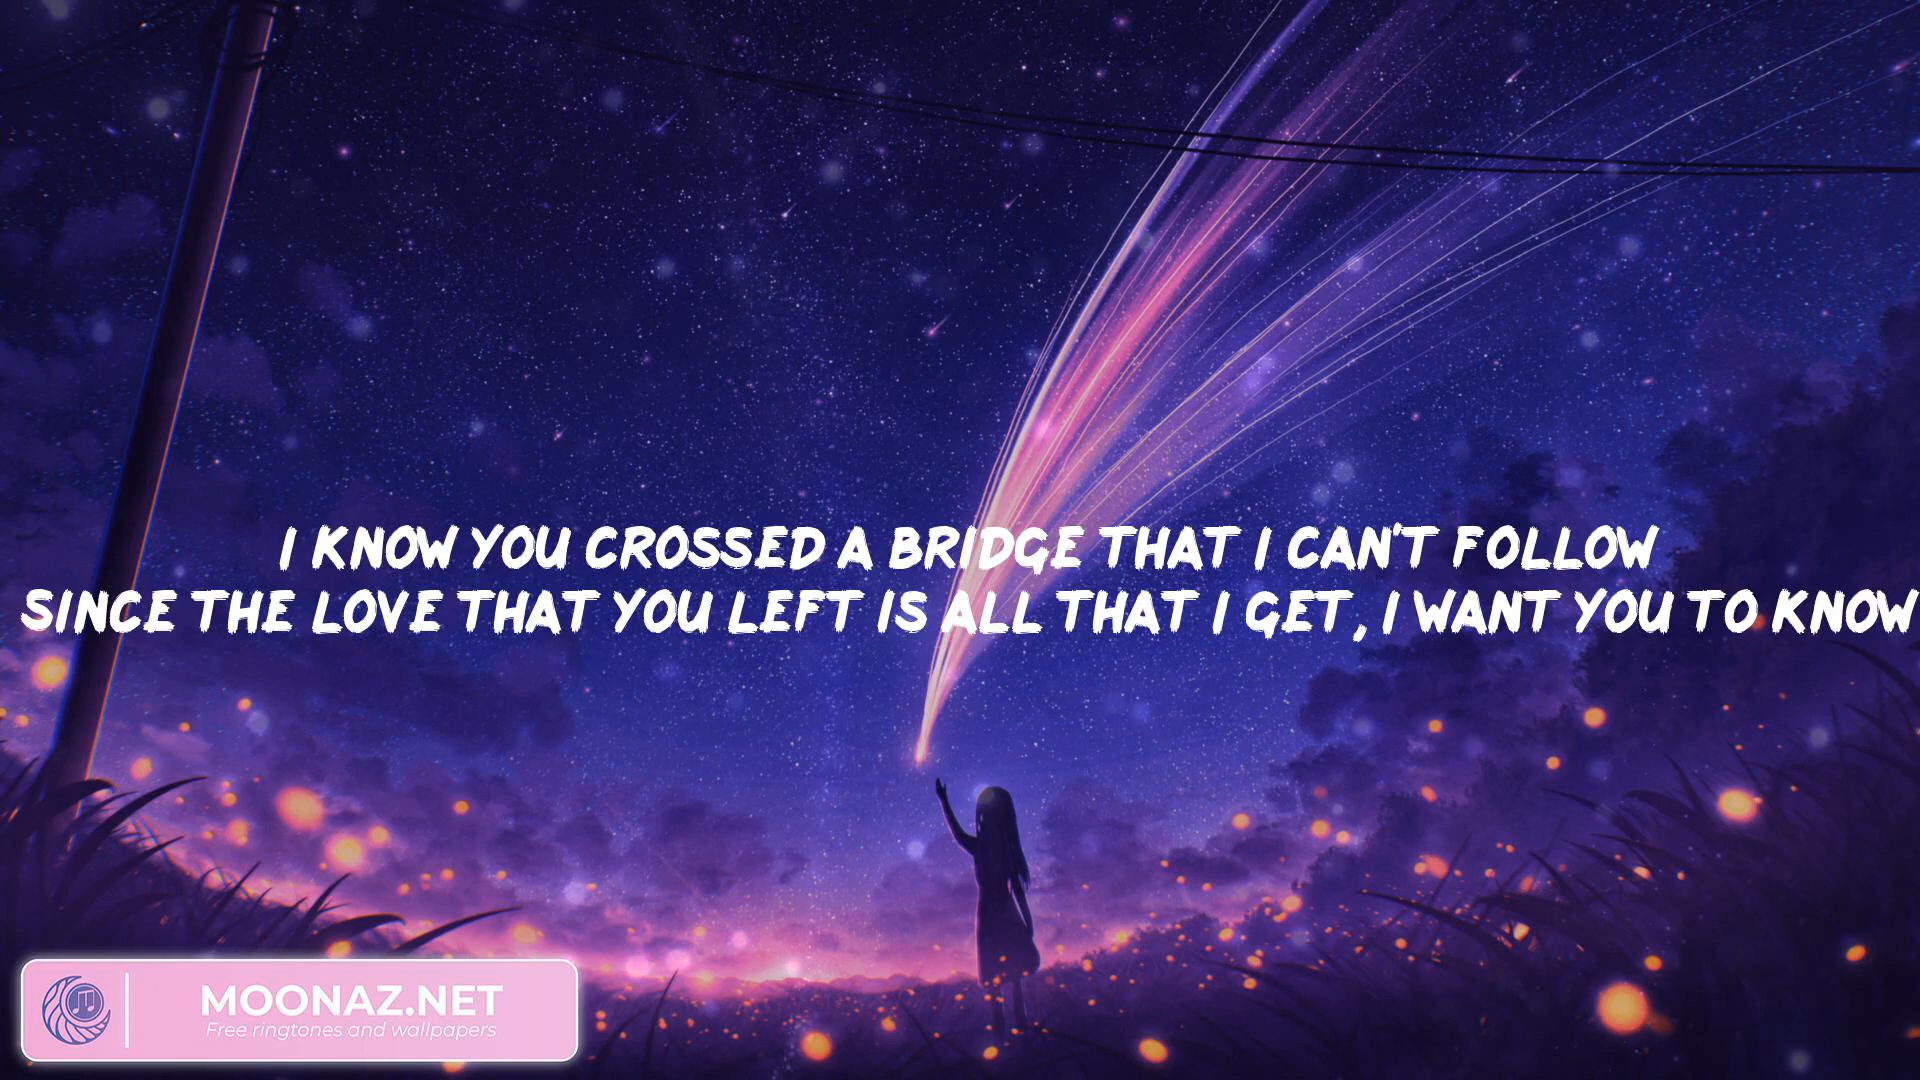 I KNOW YOU CROSSED A BRIDGE THAT I CAN'T FOLLOW
SINCE THE LOVE THAT YOU LEFT IS ALL THAT I GET, I WANT YOU TO KNOW
MOONAZ.NET
Free ringtones and wallpapers